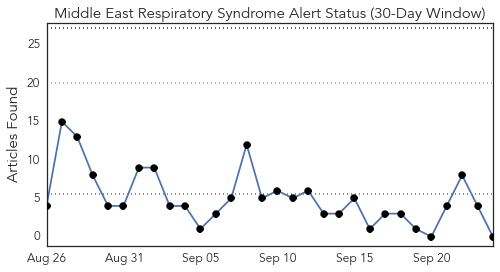 Middle East Respiratory Syndrome Alert Status (30-Day Window)
Articles Found
25
20
15
10
5
0
Aug 26
Aug 31
Sep 05
Sep 10
Sep 15
Sep 20